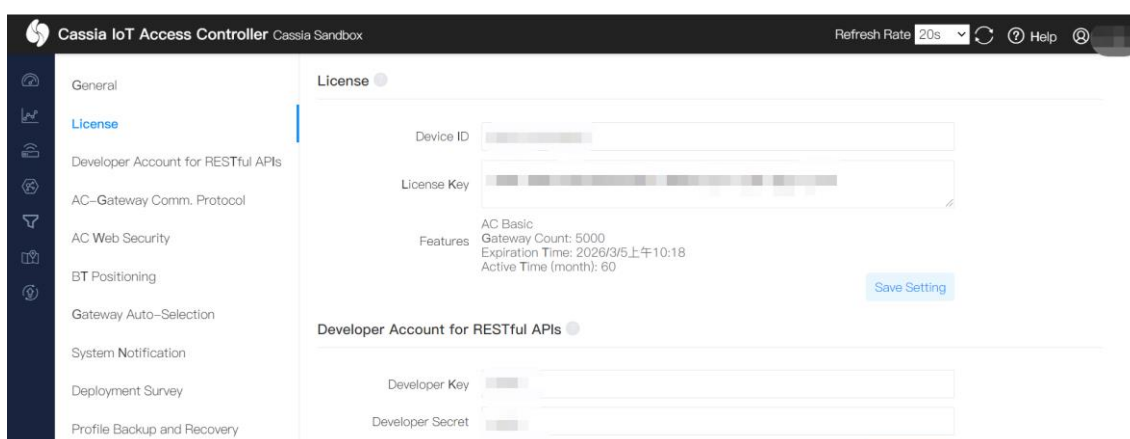 Cassia IoT Access Controller Cassia Sandbox
Refresh Rate 20s Help
General
License
Developer Account for RESTful APIs
AC-Gateway Comm. Protocol
AC Web Security
BT Positioning
Gateway Auto-Selection
System Notification
Deployment Survey
Profile Backup and Recovery
License
Device ID
License Key
Features
AC Basic
Gateway Count: 5000
Expiration Time: 2026/3/5上午10:18
Active Time (month): 60
Save Setting
Developer Account for RESTful APIs
Developer Key
Developer Secret